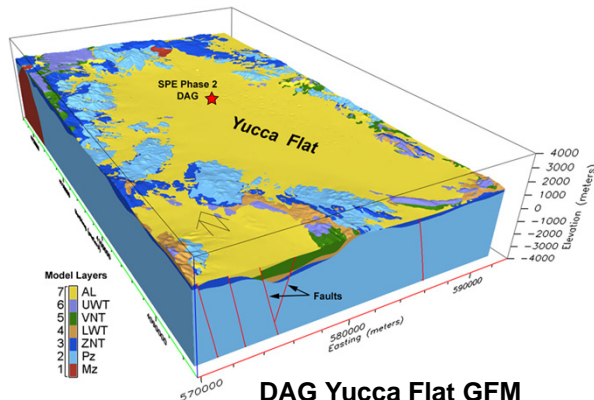 SPE Phase 2
DAG
Yucca Flat
4000
3000
2000
1000
0
-1000
-2000
-3000
-4000
Elevation (meters)
Model Layers
7 AL
6 UWT
5 VNT
4 LWT
3 ZNT
2 Pz
1 Mz
Faults
590000
580000
Easting (meters)
570000
DAG Yucca Flat GFM